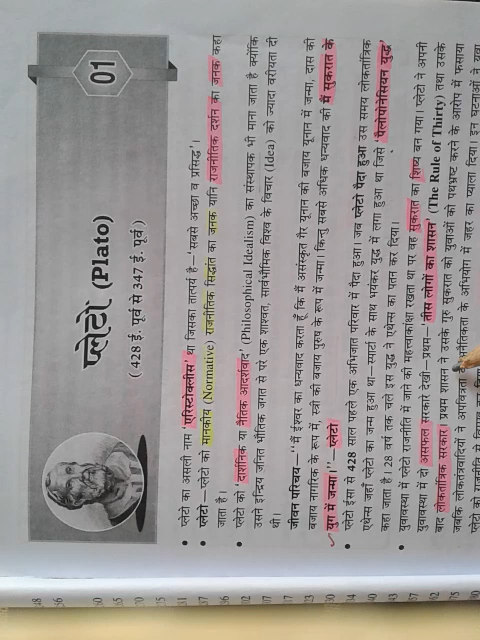 01
प्लेटो (Plato)
( 428 ई. पूर्व से 347 ई. पूर्व)
• प्लेटो का असली नाम 'एरिस्टोक्लीस' था जिसका तात्पर्य है—'सबसे अच्छा व प्रसिद्ध'।
• प्लेटो – प्लेटो को मानकीय (Normative) राजनीतिक सिद्धांत का जनक यानि राजनीतिक दर्शन का जनक कहा
जाता है।
• प्लेटो को दार्शनिक या नैतिक आदर्शवाद' (Philosophical Idealism) का संस्थापक भी माना जाता है क्योंकि
उसने इन्द्रिय जनित भौतिक जगत से परे एक शाश्वत, सार्वभौमिक विश्व के विचार (Idea) को ज्यादा वरीयता दी
थी।
जीवन परिचय – "मैं ईश्वर का धन्यवाद करता हूँ कि मैं असंस्कृत गैर यूनान की बजाय यूनान में जन्मा, दास की
बजाय नागरिक के रूप में, स्त्री की बजाय पुरुष के रूप में जन्मा। किन्तु सबसे अधिक धन्यवाद की मैं सुकरात के
युग में जन्मा।" – प्लेटो
• प्लेटो ईसा से 428 साल पहले एक अभिजात परिवार में पैदा हुआ। जब प्लेटो पैदा हुआ उस समय लोकतांत्रिक
एथेन्स जहाँ प्लेटो का जन्म हुआ था—स्पार्टा के साथ भयंकर युद्ध में लगा हुआ था जिसे 'पैलोपोनेसियन युद्ध'
कहा जाता है। 28 वर्ष तक चले इस युद्ध ने एथेन्स का पतन कर दिया।
• युवावस्था में प्लेटो राजनीति में जाने की महत्त्वाकांक्षा रखता था पर वह सुकरात का शिष्य बन गया। प्लेटो ने अपनी
युवावस्था में दो असफल सरकारें देखी – प्रथम – 'तीस लोगों का शासन' (The Rule of Thirty) तथा उसके
बाद लोकतांत्रिक सरकार। प्रथम शासन ने उसके गुरु सुकरात को युवाओं को पथभ्रष्ट करने के आरोप में फसाया
जबकि लोकतंत्रवादियों ने अपवित्रता अनैतिकता के अभियोग में जहर का प्याला दिया। इन घटनाओं ने युवा
प्लेटो को राजनीति से